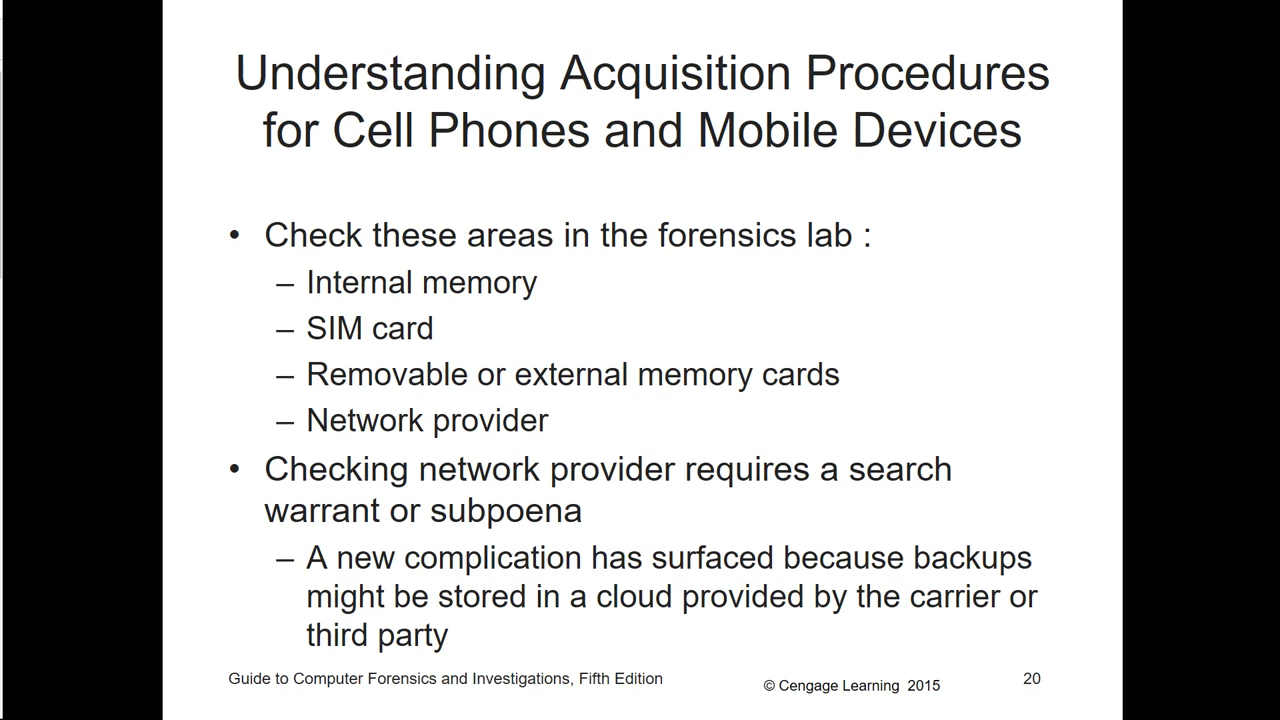 Understanding Acquisition Procedures
for Cell Phones and Mobile Devices
• Check these areas in the forensics lab :
– Internal memory
– SIM card
– Removable or external memory cards
– Network provider
• Checking network provider requires a search
warrant or subpoena
– A new complication has surfaced because backups
might be stored in a cloud provided by the carrier or
third party
Guide to Computer Forensics and Investigations, Fifth Edition
© Cengage Learning 2015
20